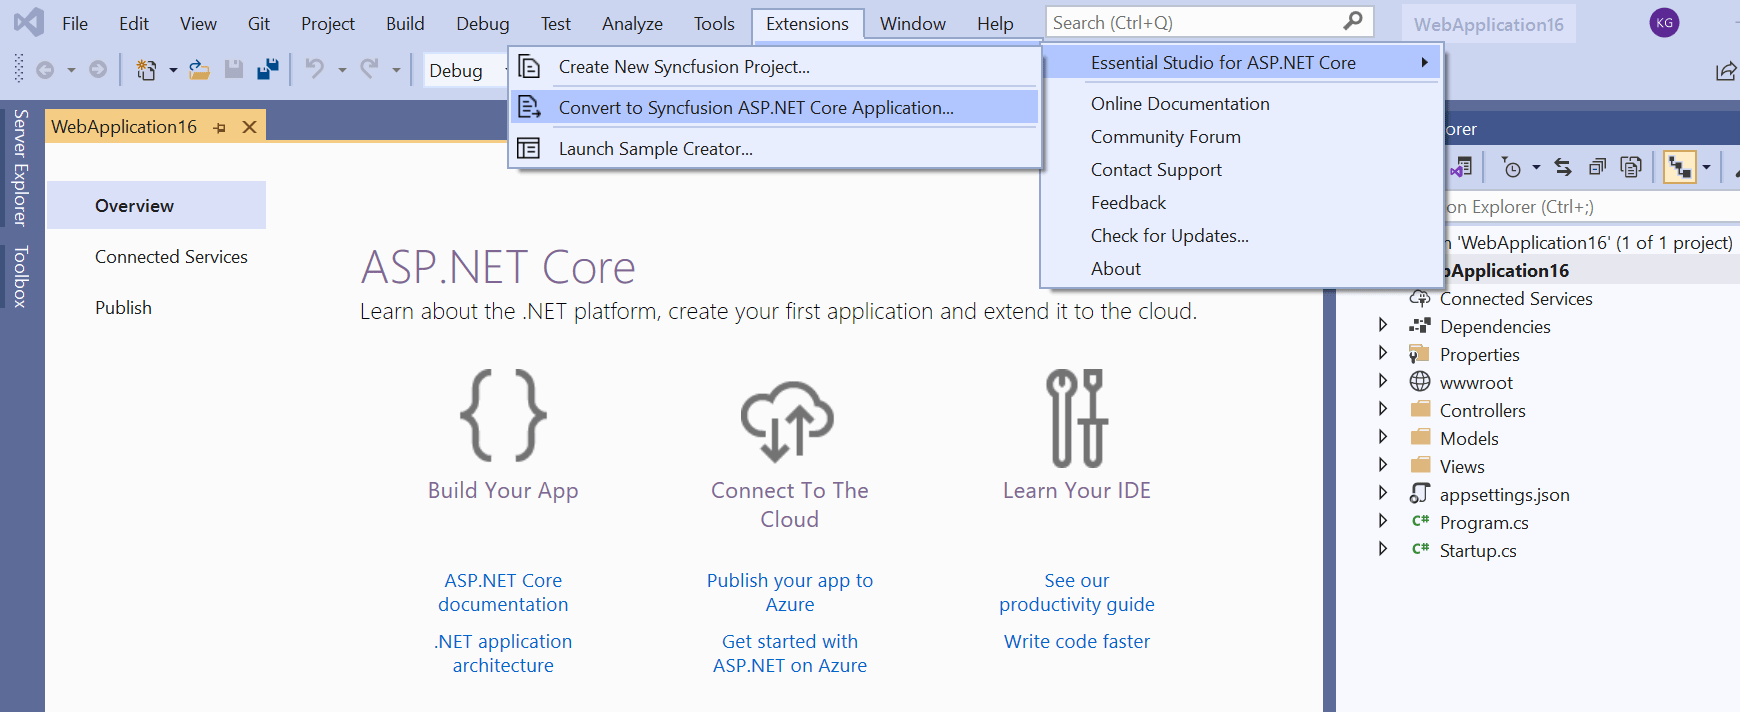 File Edit View Git Project Build Debug Test Analyze Tools Extensions Window Help Search (Ctrl+Q) WebApplication16 KG
Debug
Create New Syncfusion Project...
Convert to Syncfusion ASP.NET Core Application...
Launch Sample Creator...
Essential Studio for ASP.NET Core
Online Documentation
Community Forum
Contact Support
Feedback
Check for Updates...
About
Server Explorer
Toolbox
WebApplication16
Overview
Connected Services
Publish
ASP.NET Core
Learn about the .NET platform, create your first application and extend it to the cloud.
Build Your App
ASP.NET Core
documentation
.NET application
architecture
Connect To The
Cloud
Publish your app to
Azure
Get started with
ASP.NET on Azure
Learn Your IDE
See our
productivity guide
Write code faster
orer
on Explorer (Ctrl+;)
n 'WebApplication16' (1 of 1 project)
bApplication16
Connected Services
Dependencies
Properties
wwwroot
Controllers
Models
Views
appsettings.json
C# Program.cs
C# Startup.cs